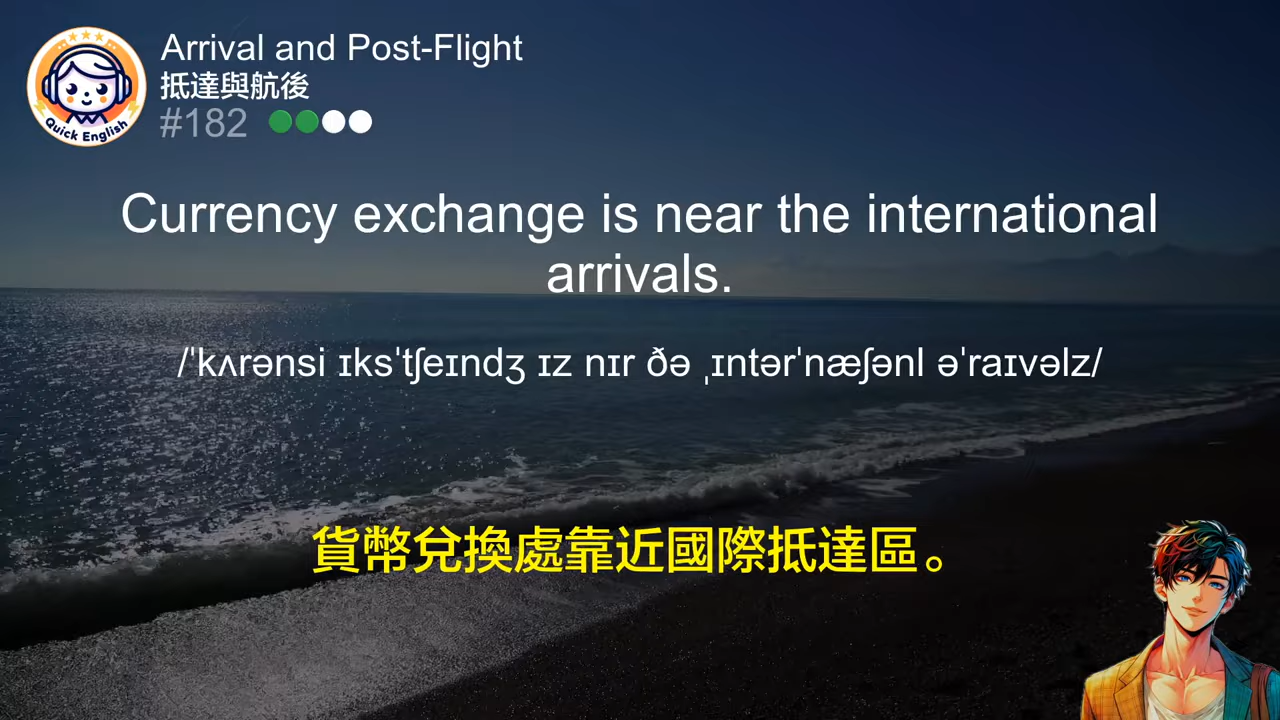 Arrival and Post-Flight
抵達與航後
#182
Quick English
Currency exchange is near the international
arrivals.
/ˈkʌrənsi ɪksˈtʃeɪndʒ ɪz nɪr ðə ˌɪntərˈnæʃənl əˈraɪvəlz/
貨幣兌換處靠近國際抵達區。